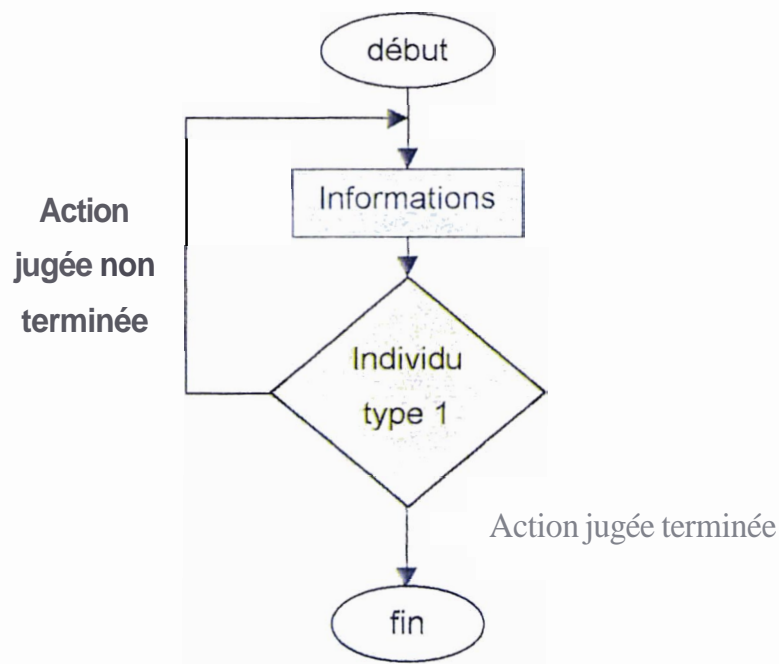 début
Informations
Action
jugée non
terminée
Individu
type 1
Action jugée terminée
fin